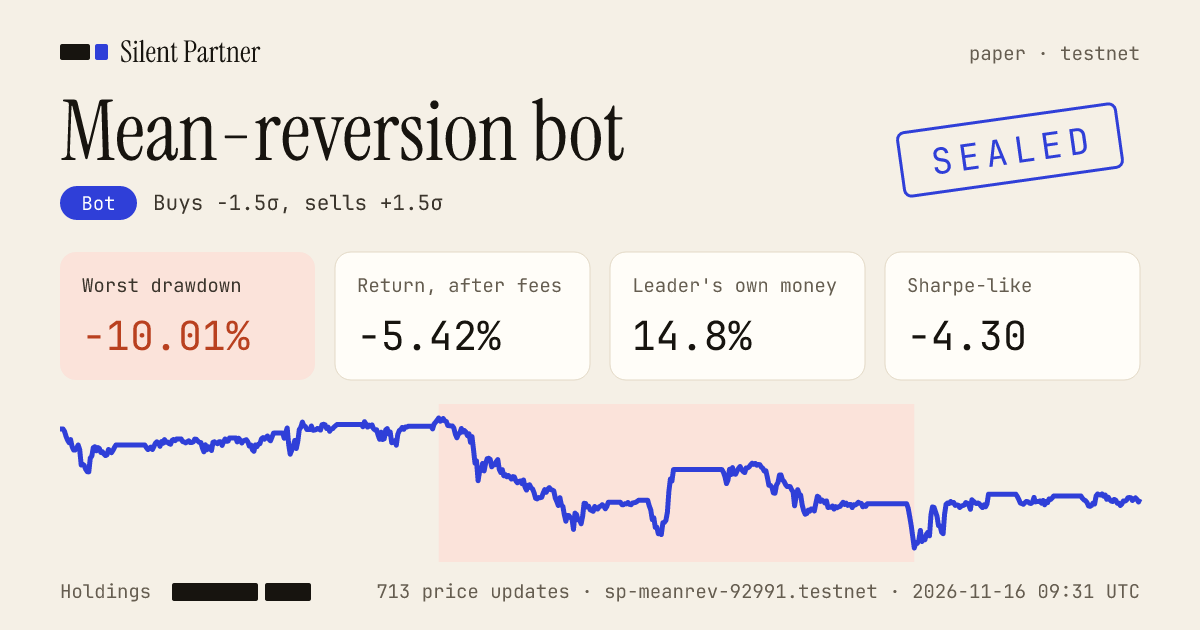 Silent Partner
paper · testnet
Mean-reversion bot
SEALED
Bot
Buys -1.5σ, sells +1.5σ
Worst drawdown
-10.01%
Return, after fees
-5.42%
Leader's own money
14.8%
Sharpe-like
-4.30
Holdings
713 price updates · sp-meanrev-92991.testnet · 2026-11-16 09:31 UTC